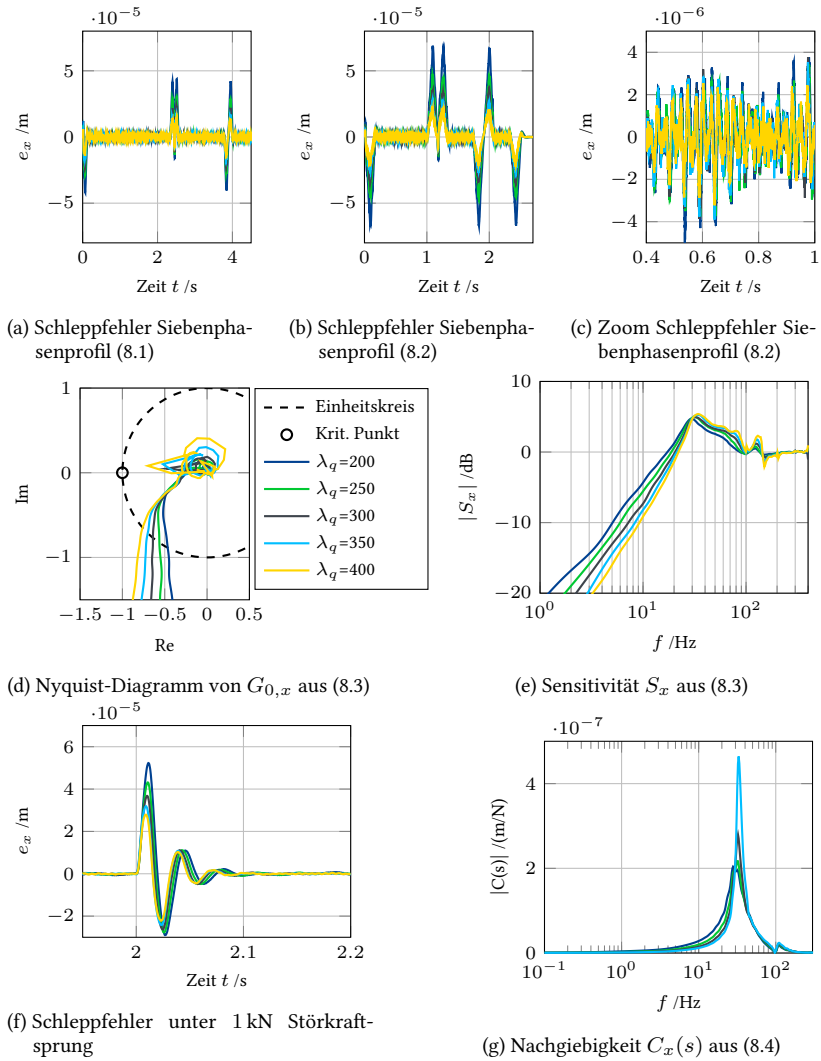 ·10⁻⁵
5
0
−5
0
2
4
e_x /m
Zeit t /s
(a) Schleppfehler Siebenpha-
senprofil (8.1)
·10⁻⁵
5
0
−5
0
1
2
e_x /m
Zeit t /s
(b) Schleppfehler Siebenpha-
senprofil (8.2)
·10⁻⁶
4
2
0
−2
−4
0.4
0.6
0.8
1
e_x /m
Zeit t /s
(c) Zoom Schleppfehler Sie-
benphasenprofil (8.2)
1
0
−1
−1.5
−1
−0.5
0
0.5
Im
Re
Einheitskreis
Krit. Punkt
λ_q=200
λ_q=250
λ_q=300
λ_q=350
λ_q=400
(d) Nyquist-Diagramm von G_{0,x} aus (8.3)
10
0
−10
−20
10⁰
10¹
10²
|S_x| /dB
f /Hz
(e) Sensitivität S_x aus (8.3)
·10⁻⁵
6
4
2
0
−2
2
2.1
2.2
e_x /m
Zeit t /s
(f) Schleppfehler unter 1 kN Störkraft-
sprung
·10⁻⁷
4
2
0
10⁻¹
10⁰
10¹
10²
|C(s)| /(m/N)
f /Hz
(g) Nachgiebigkeit C_x(s) aus (8.4)